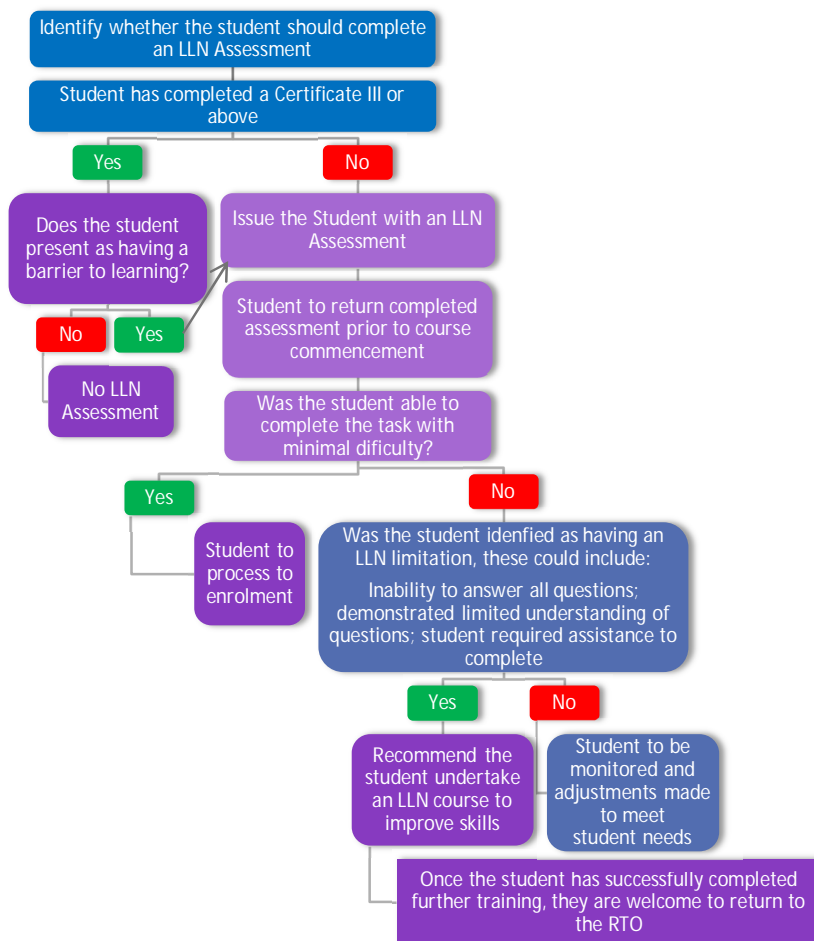 Identify whether the student should complete
an LLN Assessment
Student has completed a Certificate III or
above
Yes
No
Does the student
present as having a
barrier to learning?
Issue the Student with an LLN
Assessment
No
Yes
Student to return completed
assessment prior to course
commencement
No LLN
Assessment
Was the student able to
complete the task with
minimal dificulty?
Yes
No
Student to
process to
enrolment
Was the student idenfied as having an
LLN limitation, these could include:
Inability to answer all questions;
demonstrated limited understanding of
questions; student required assistance to
complete
Yes
No
Recommend the
student undertake
an LLN course to
improve skills
Student to be
monitored and
adjustments made
to meet
student needs
Once the student has successfully completed
further training, they are welcome to return to
the RTO